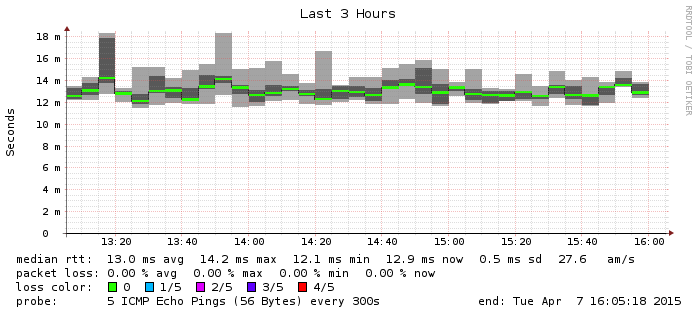 Last 3 Hours
RRDTOOL / TOBI OETIKER
Seconds
18 m
16 m
14 m
12 m
10 m
8 m
6 m
4 m
2 m
0
13:20 13:40 14:00 14:20 14:40 15:00 15:20 15:40 16:00
median rtt: 13.0 ms avg 14.2 ms max 12.1 ms min 12.9 ms now 0.5 ms sd 27.6 am/s
packet loss: 0.00 % avg 0.00 % max 0.00 % min 0.00 % now
loss color: 0 1/5 2/5 3/5 4/5
probe: 5 ICMP Echo Pings (56 Bytes) every 300s end: Tue Apr 7 16:05:18 2015